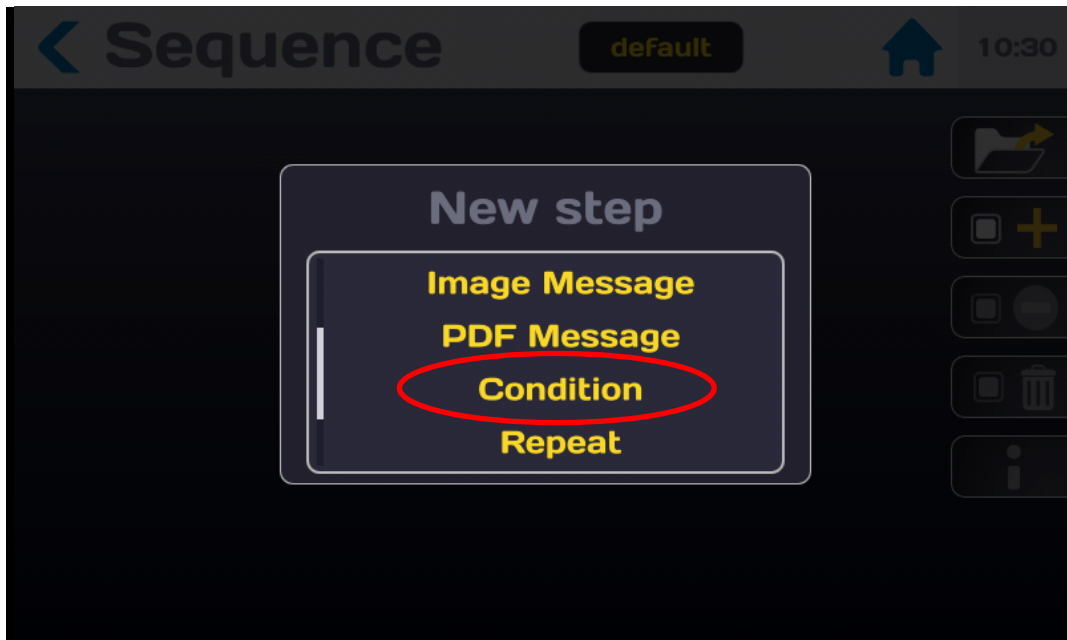 Sequence
default
10:30
New step
Image Message
PDF Message
Condition
Repeat